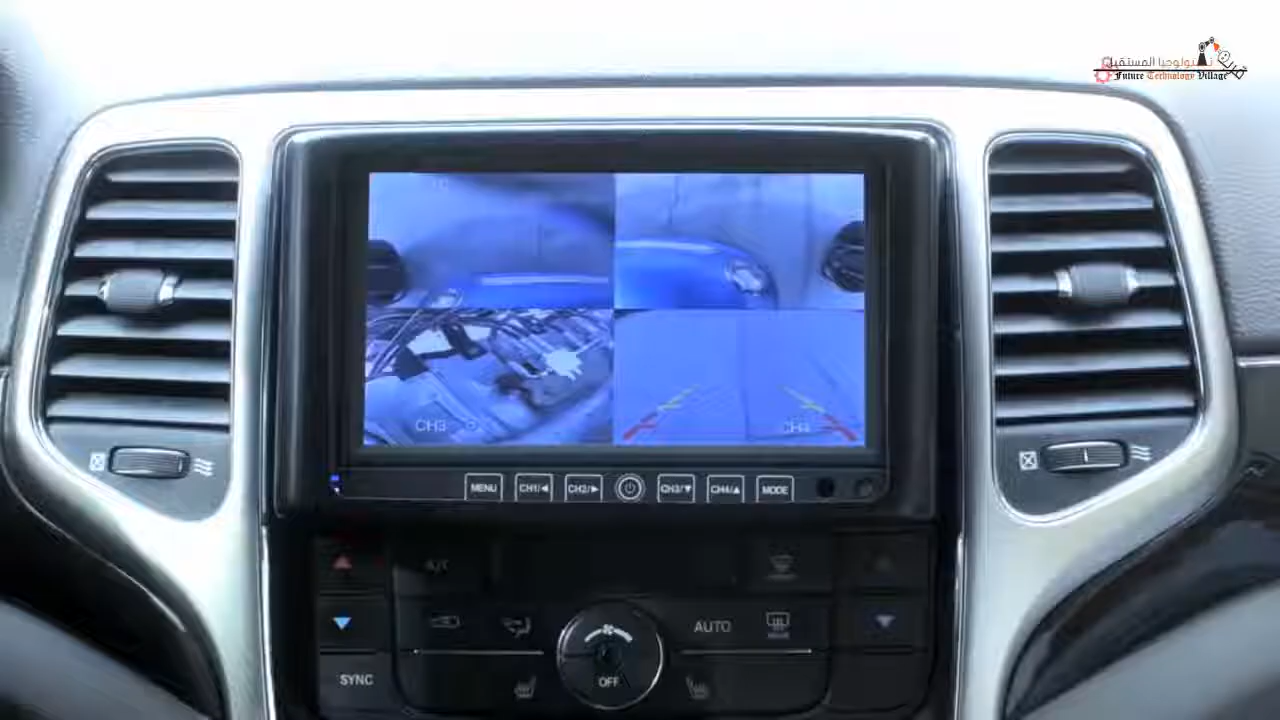 تكنولوجيا المستقبل
Future Technology Village
CH3
CH4
MENU
CH1/◀
CH2/▶
CH3/▼
CH4/▲
MODE
A/C
AUTO
SYNC
OFF